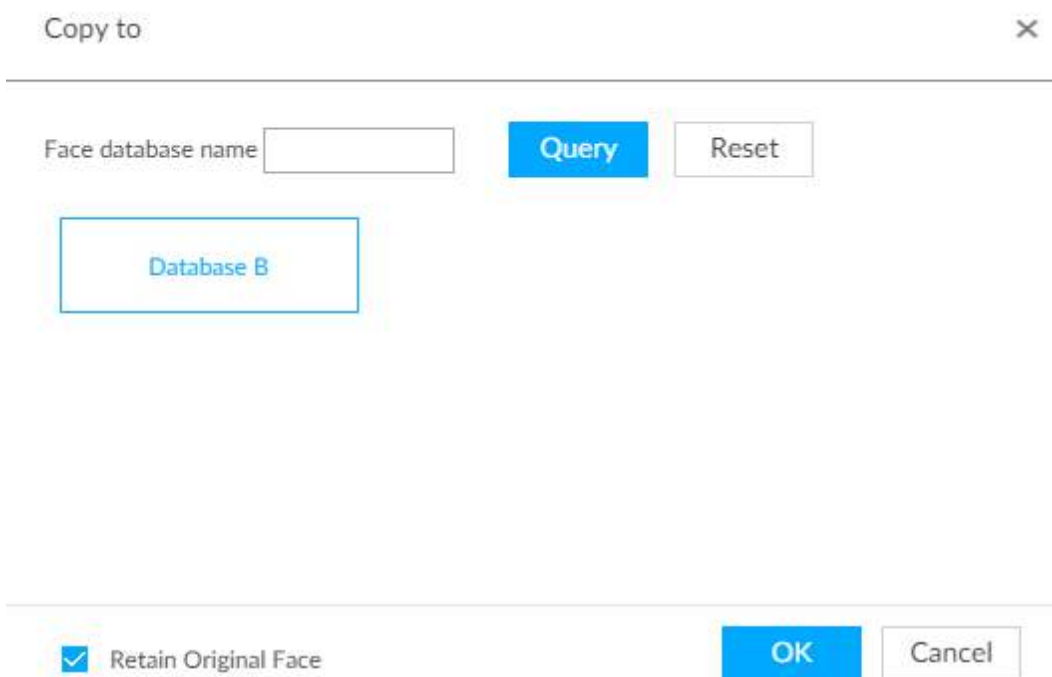 Copy to
Face database name Query Reset
Database B
Retain Original Face OK Cancel